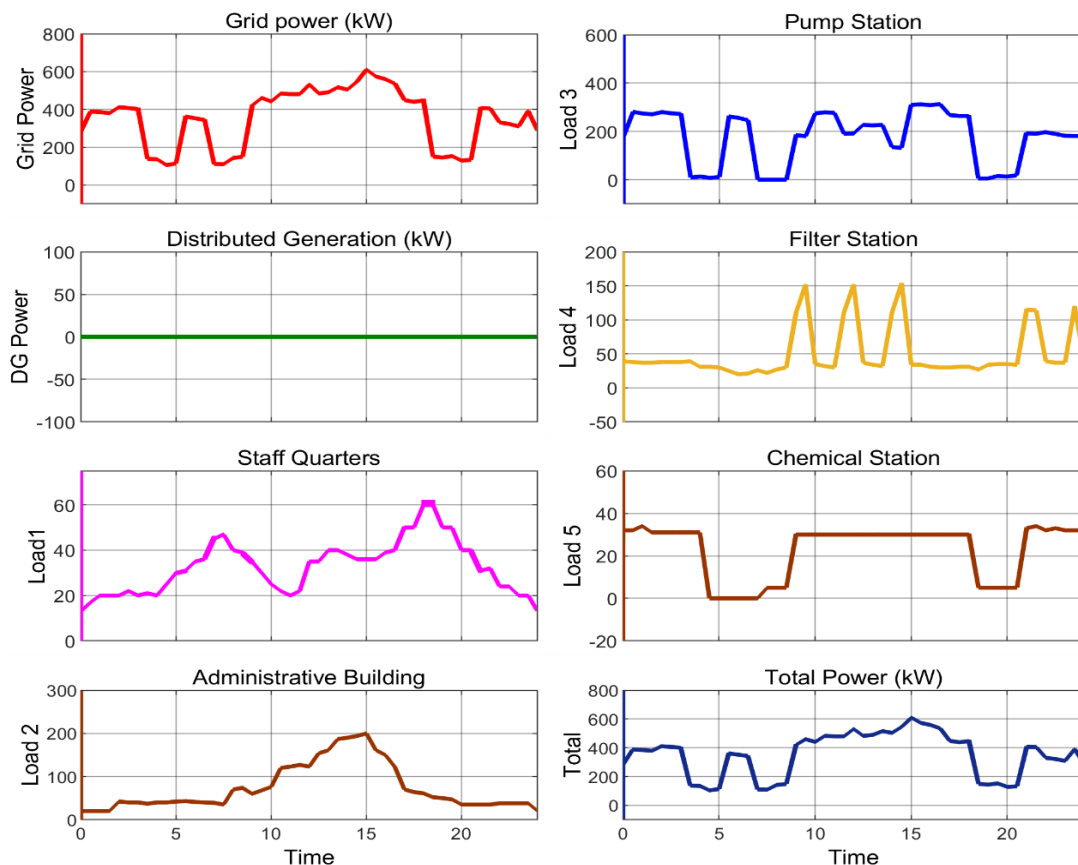 Grid power (kW)
Grid Power
800
600
400
200
0
Distributed Generation (kW)
DG Power
100
50
0
-50
-100
Staff Quarters
Load1
60
40
20
0
Administrative Building
Load 2
300
200
100
0
0 5 10 15 20
Time
Pump Station
Load 3
600
400
200
0
Filter Station
Load 4
200
150
100
50
0
-50
Chemical Station
Load 5
60
40
20
0
-20
Total Power (kW)
Total
800
600
400
200
0
0 5 10 15 20
Time